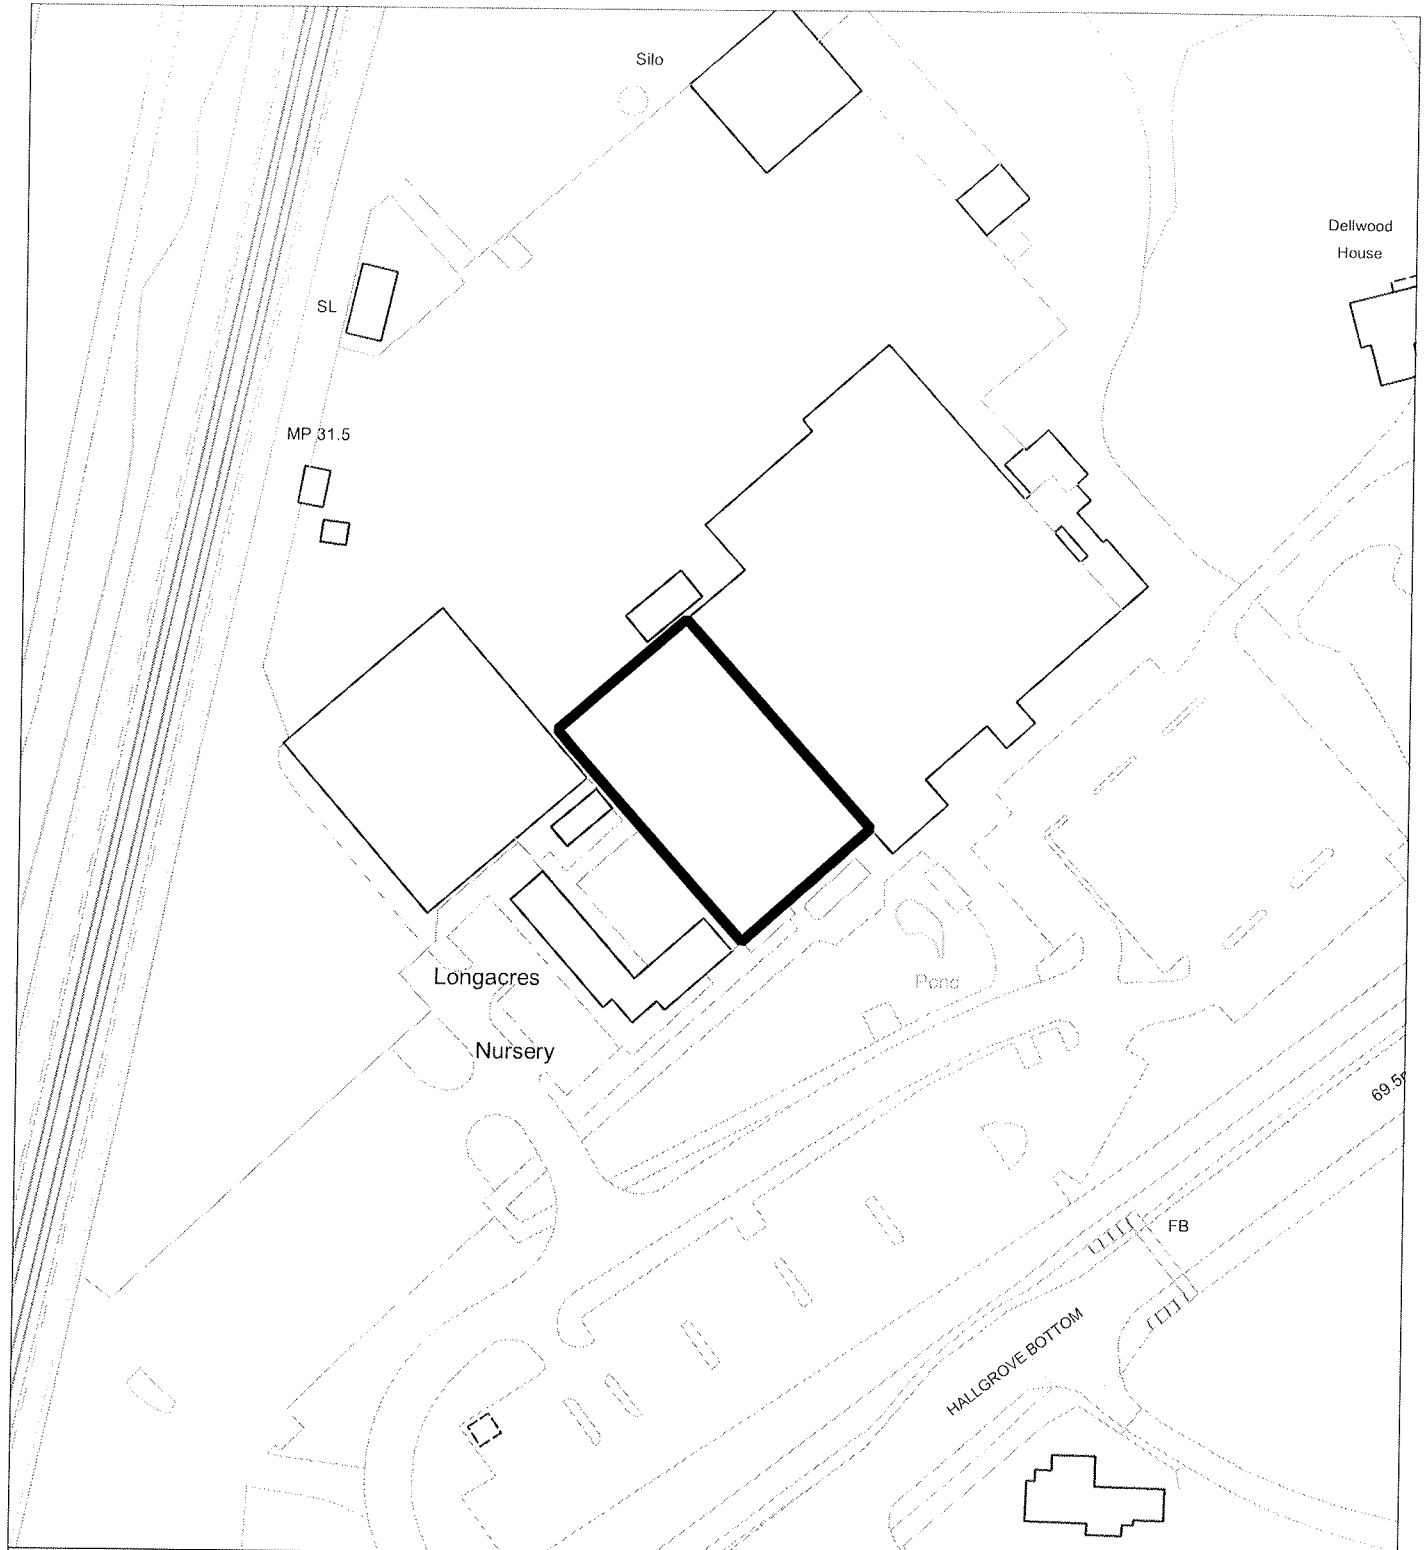 Silo
Dellwood
House
SL
MP 31.5
Longacres
Pond
Nursery
69.5
FB
HALLGROVE BOTTOM